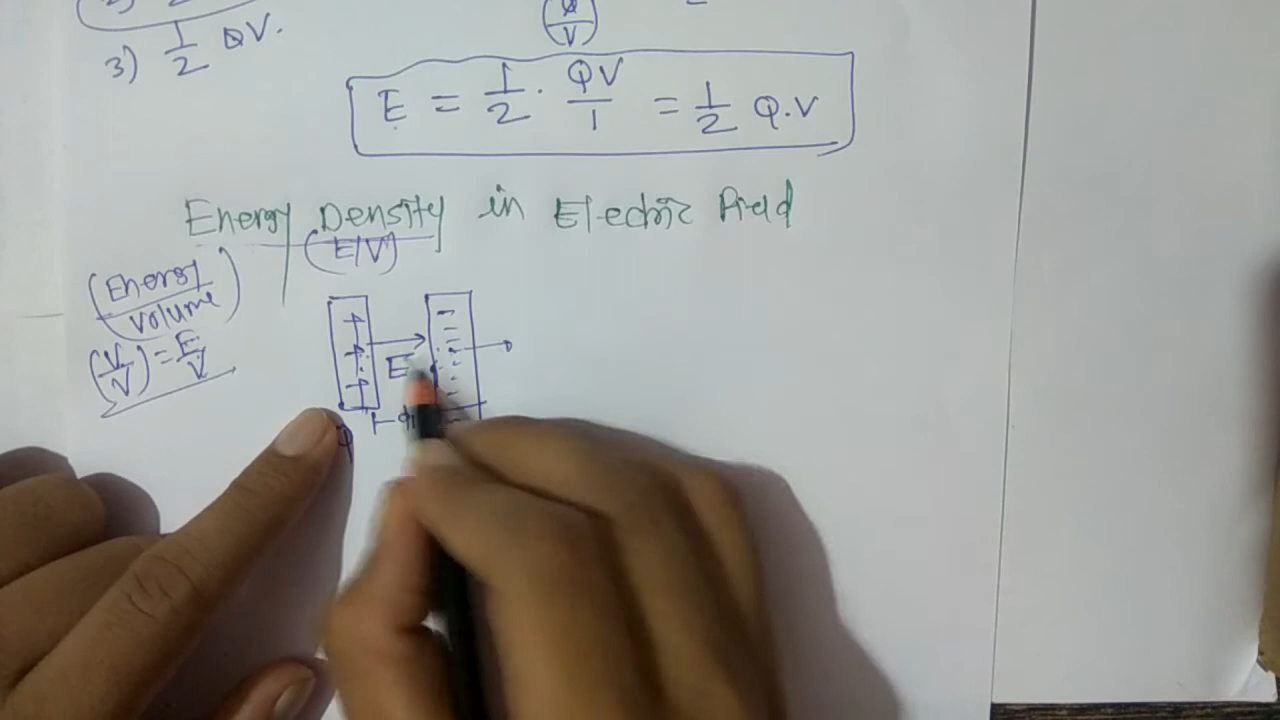 3) 1/2 QV.
(Q/V)
E = 1/2 . QV/1 = 1/2 Q.V
Energy Density in Electric Field
(E/V)
(Energy/Volume)
(V/V) = E/V
E
d
Q